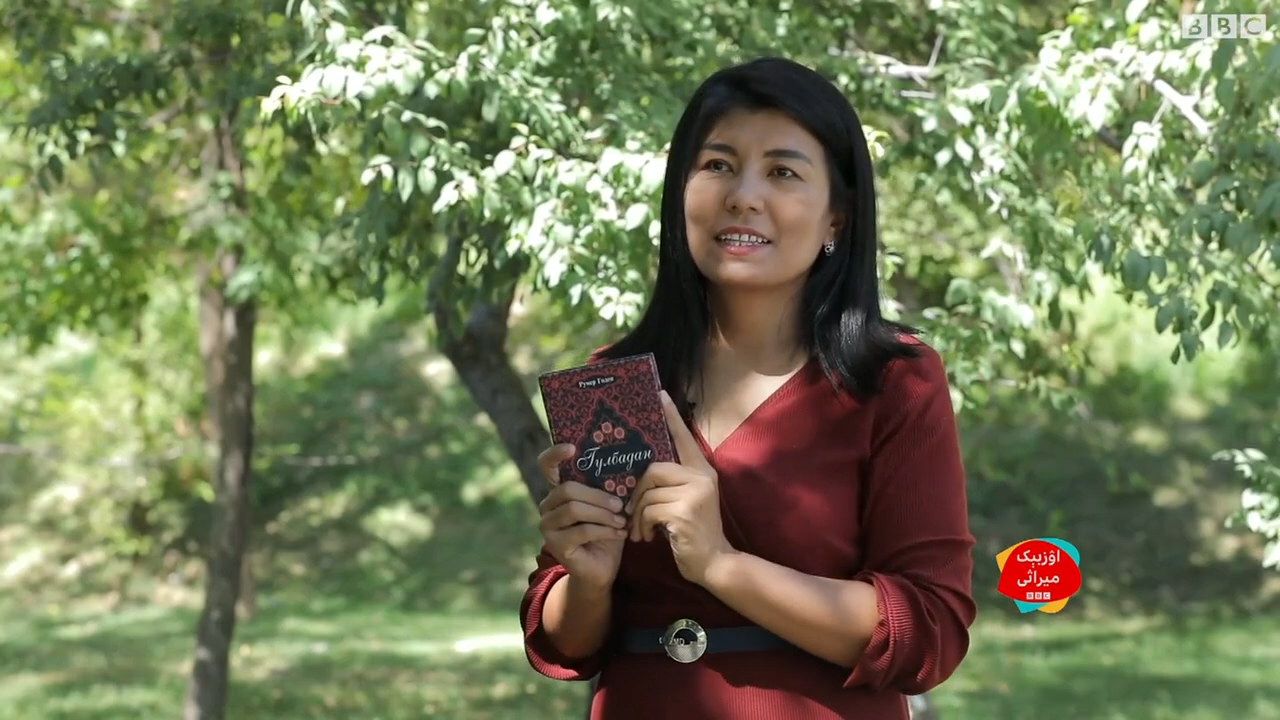 BBC
Румер Годен
Гулбадан
اۉزبېک
میراثی
BBC